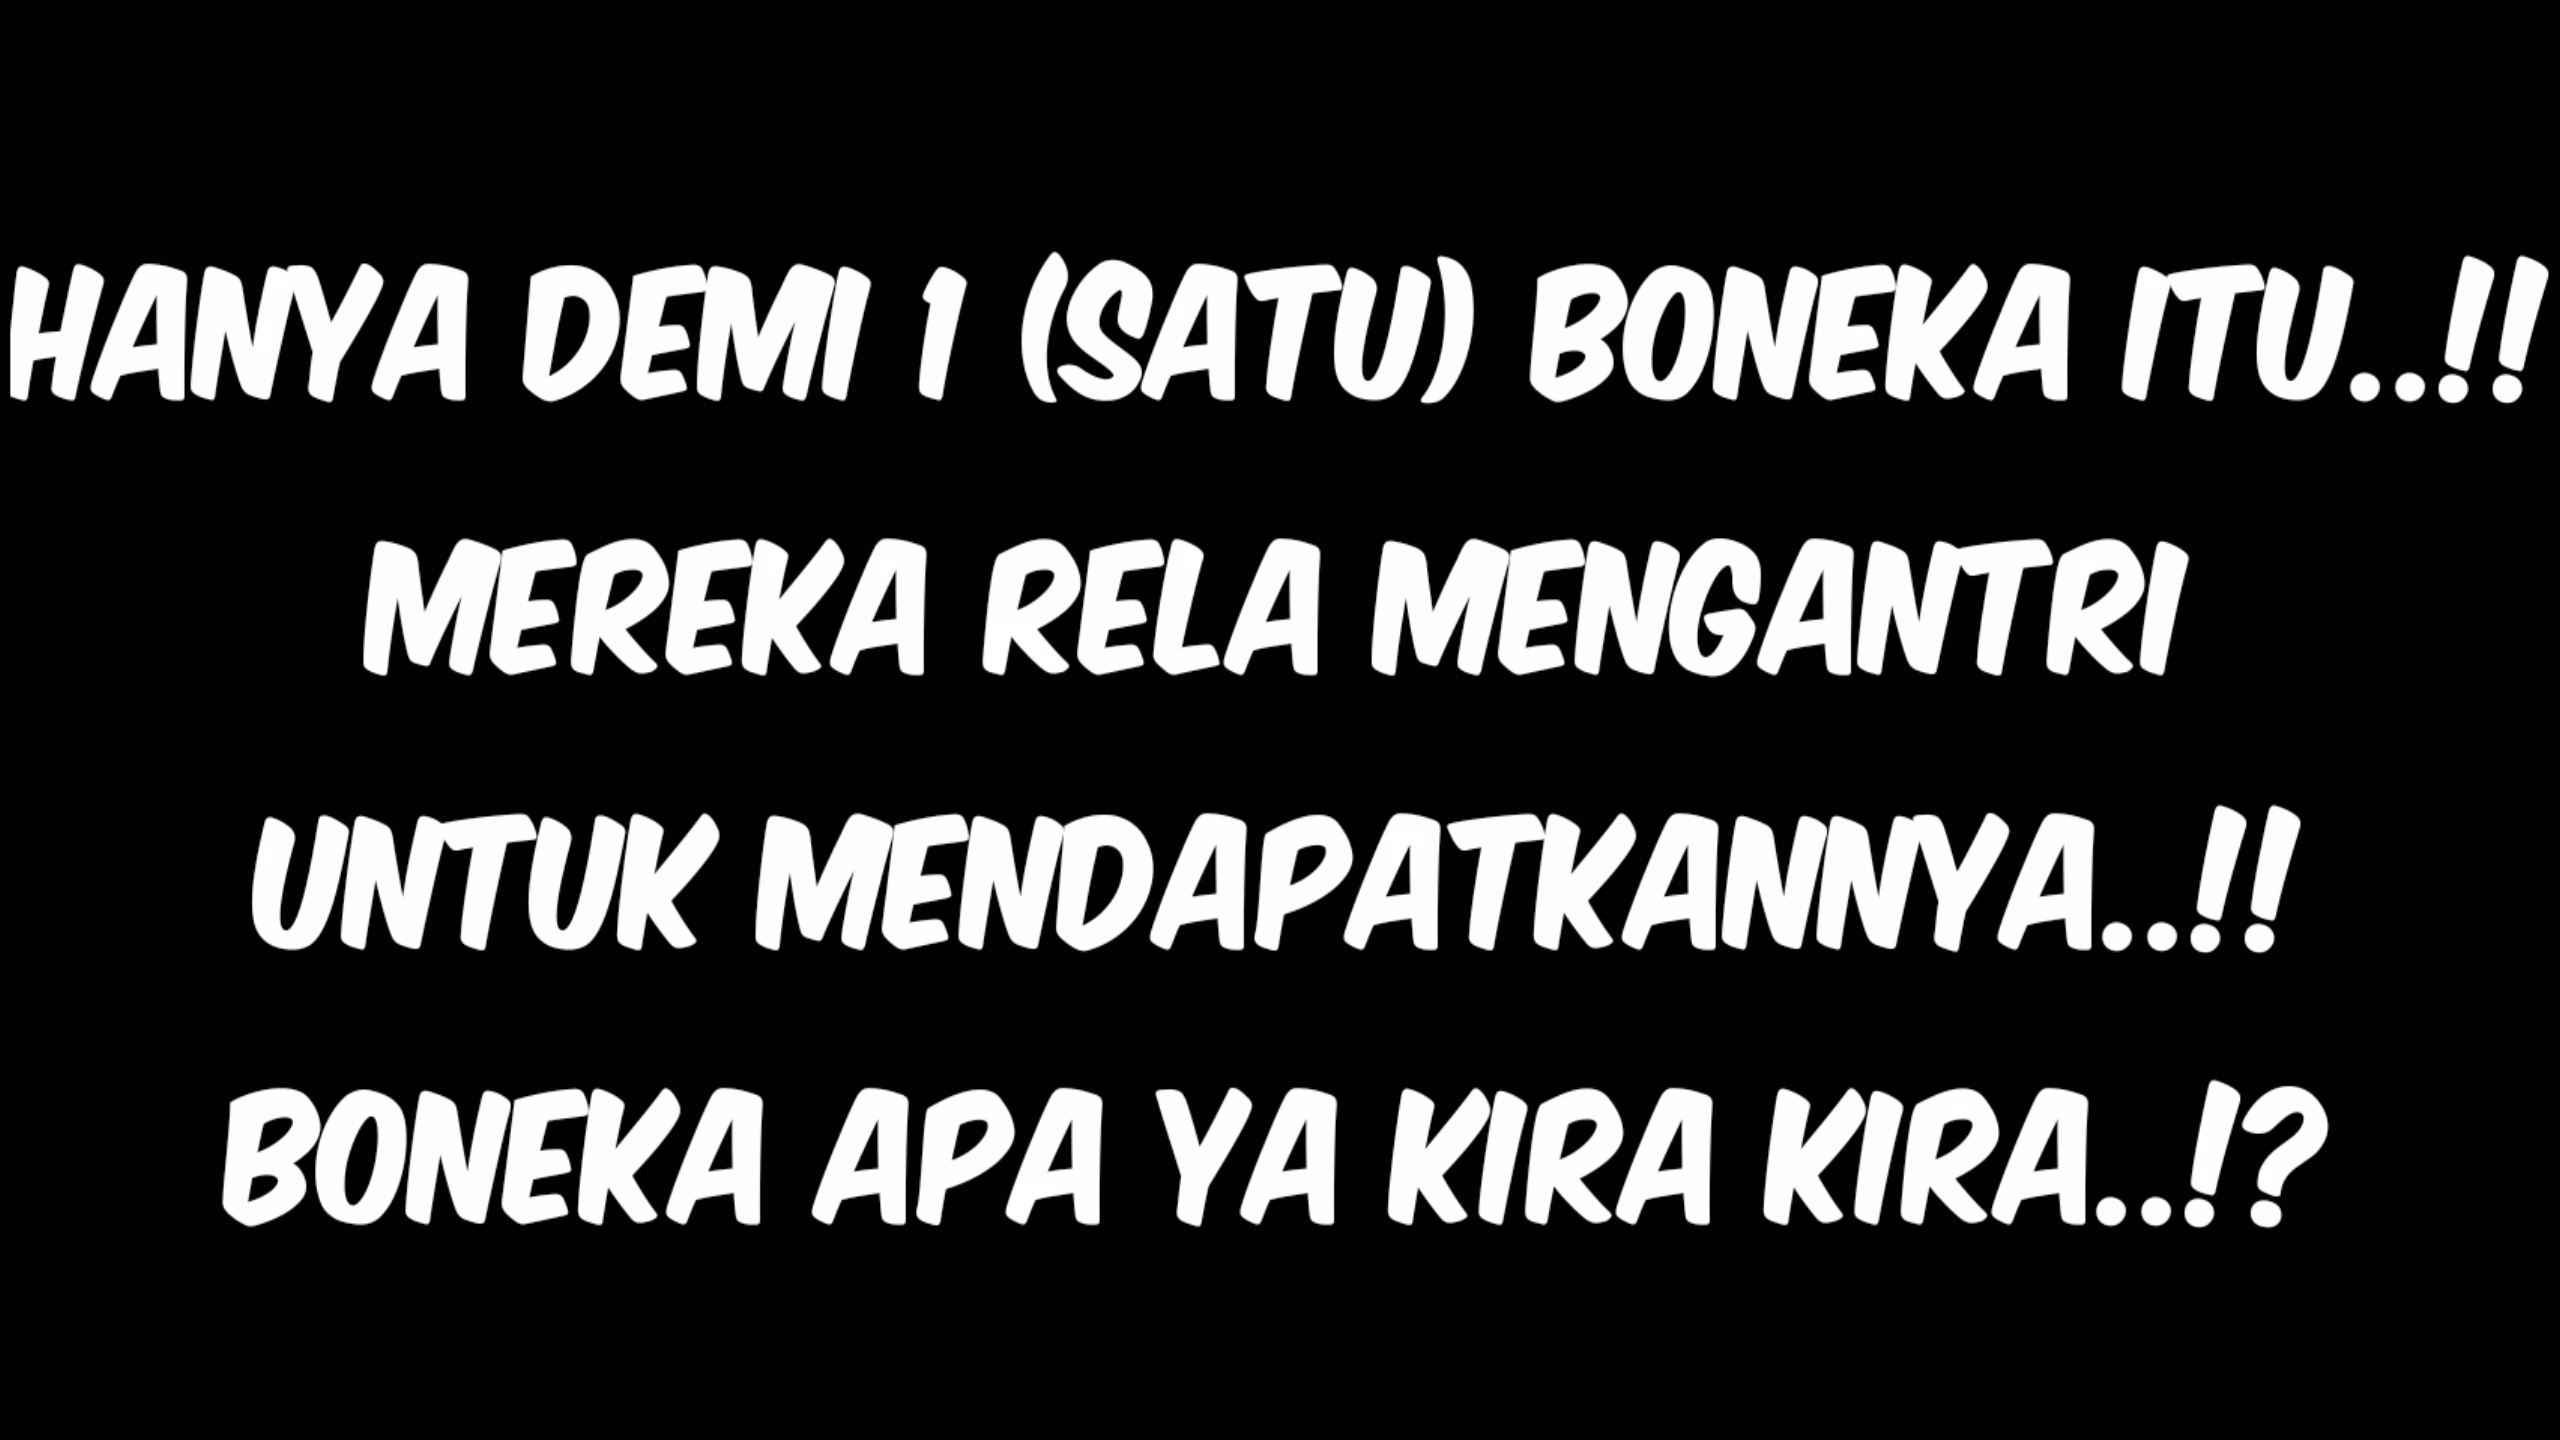 HANYA DEMI 1 (SATU) BONEKA ITU..!!
MEREKA RELA MENGANTRI
UNTUK MENDAPATKANNYA..!!
BONEKA APA YA KIRA KIRA..!?